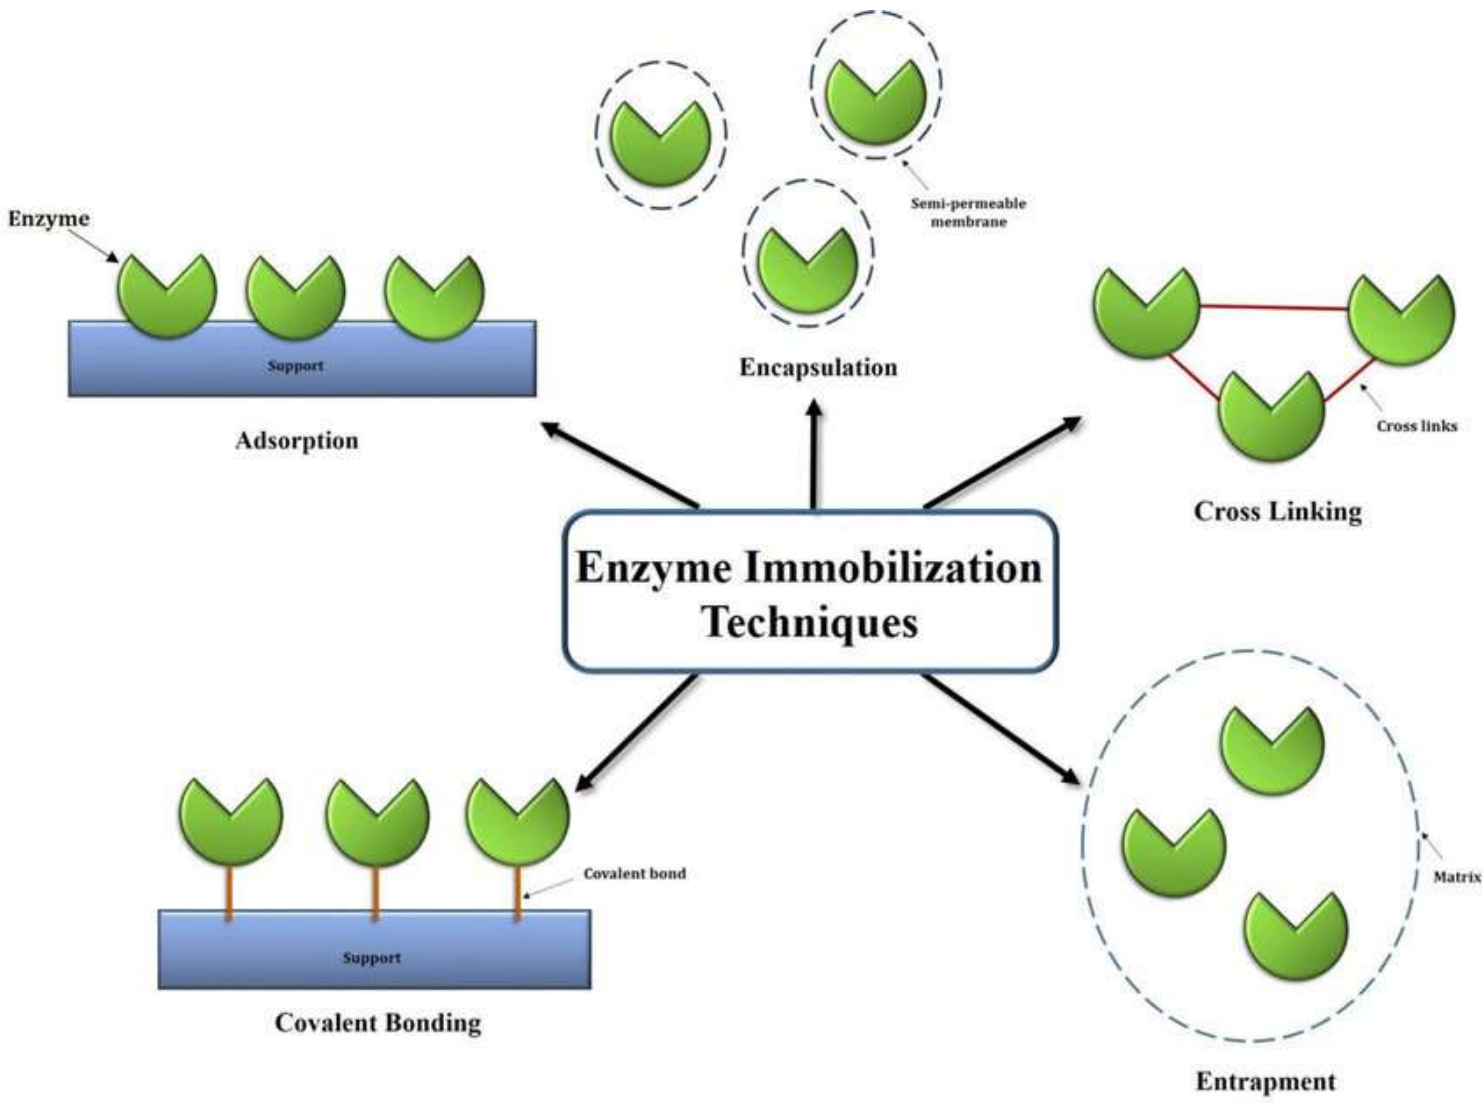 Semi-permeable
membrane
Enzyme
Support
Encapsulation
Cross links
Adsorption
Cross Linking
Enzyme Immobilization
Techniques
Covalent bond
Matrix
Support
Covalent Bonding
Entrapment